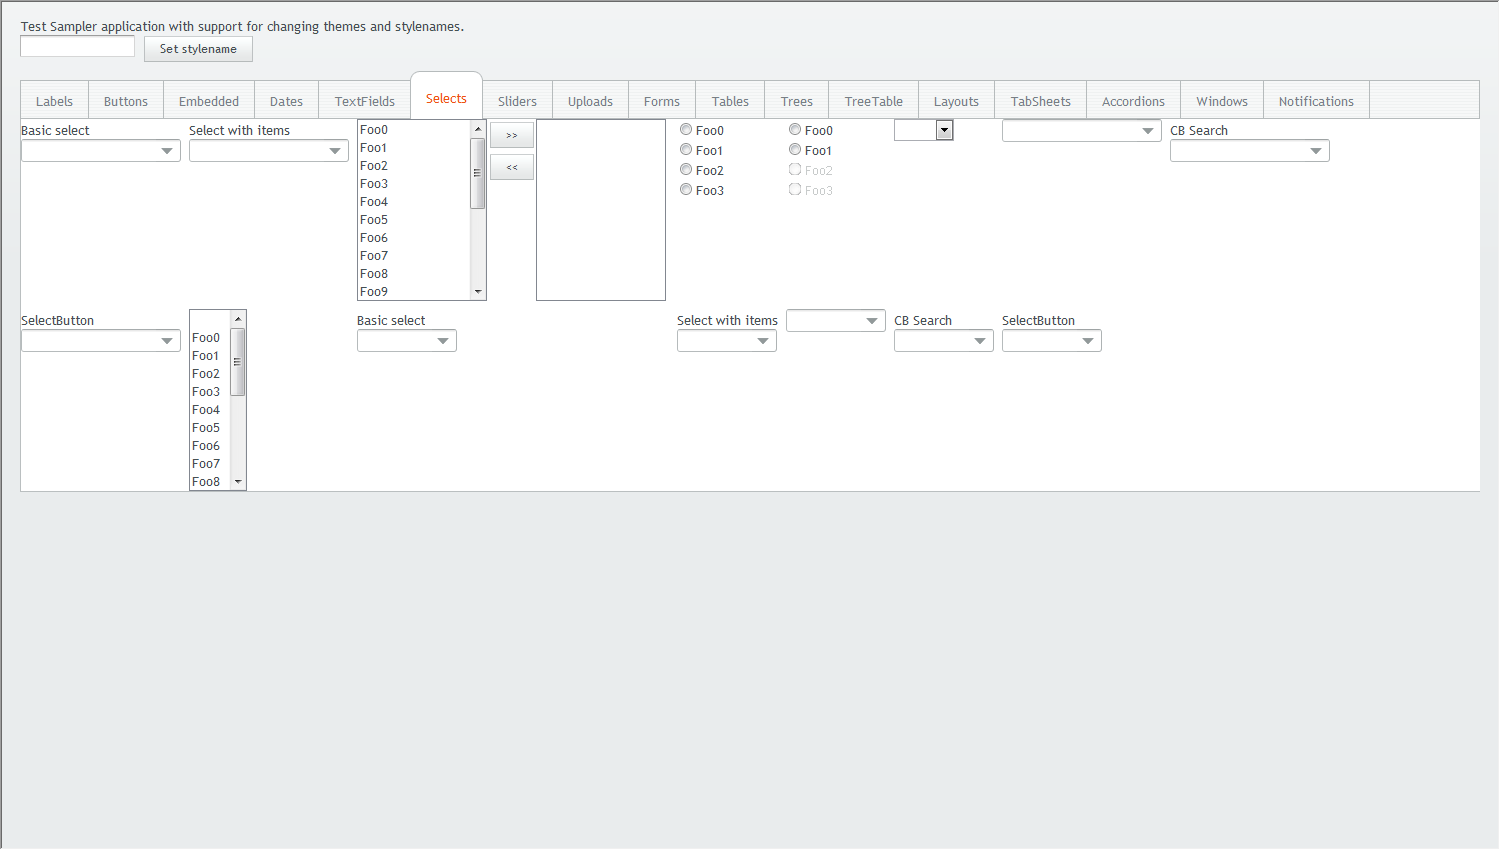 Test Sampler application with support for changing themes and stylenames.
Set stylename
Labels Buttons Embedded Dates TextFields Selects Sliders Uploads Forms Tables Trees TreeTable Layouts TabSheets Accordions Windows Notifications
Basic select
Select with items
Foo0
Foo1
Foo2
Foo3
Foo4
Foo5
Foo6
Foo7
Foo8
Foo9
>>
<<
Foo0
Foo1
Foo2
Foo3
Foo0
Foo1
Foo2
Foo3
CB Search
SelectButton
Foo0
Foo1
Foo2
Foo3
Foo4
Foo5
Foo6
Foo7
Foo8
Basic select
Select with items
CB Search
SelectButton